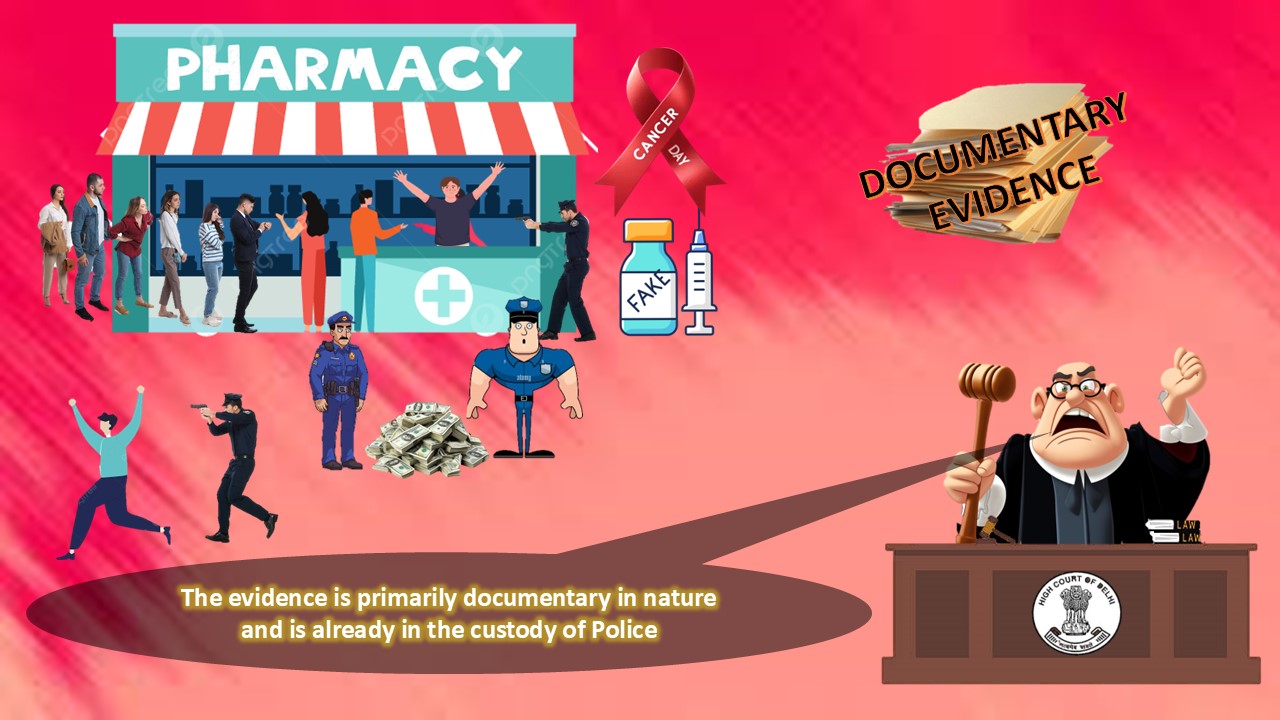 PHARMACY
CANCER
DAY
FAKE
DOCUMENTARY
EVIDENCE
LAW
LAW
HIGH COURT OF DELHI
The evidence is primarily documentary in nature
and is already in the custody of Police